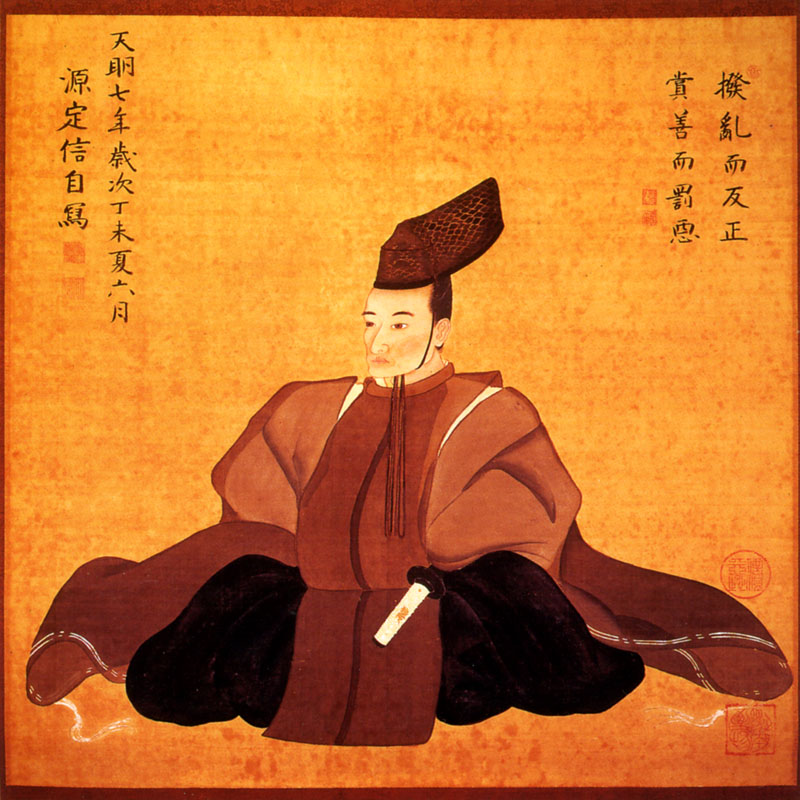 撥亂而反正
賞善而罰惡
天明七年歳次丁未夏六月
源定信自寫